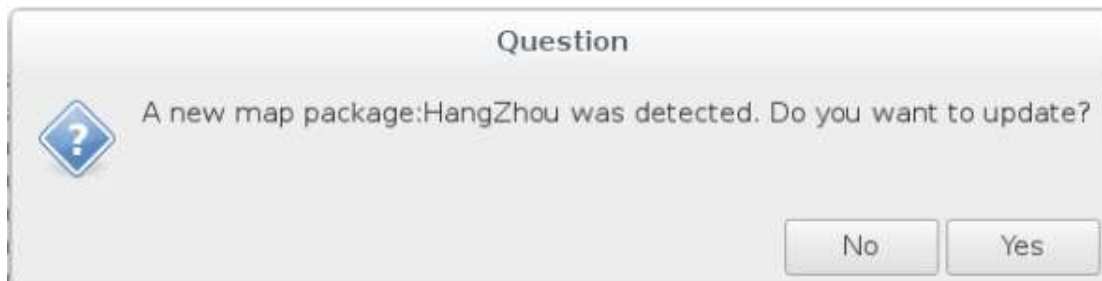 Question
A new map package:HangZhou was detected. Do you want to update?
No
Yes